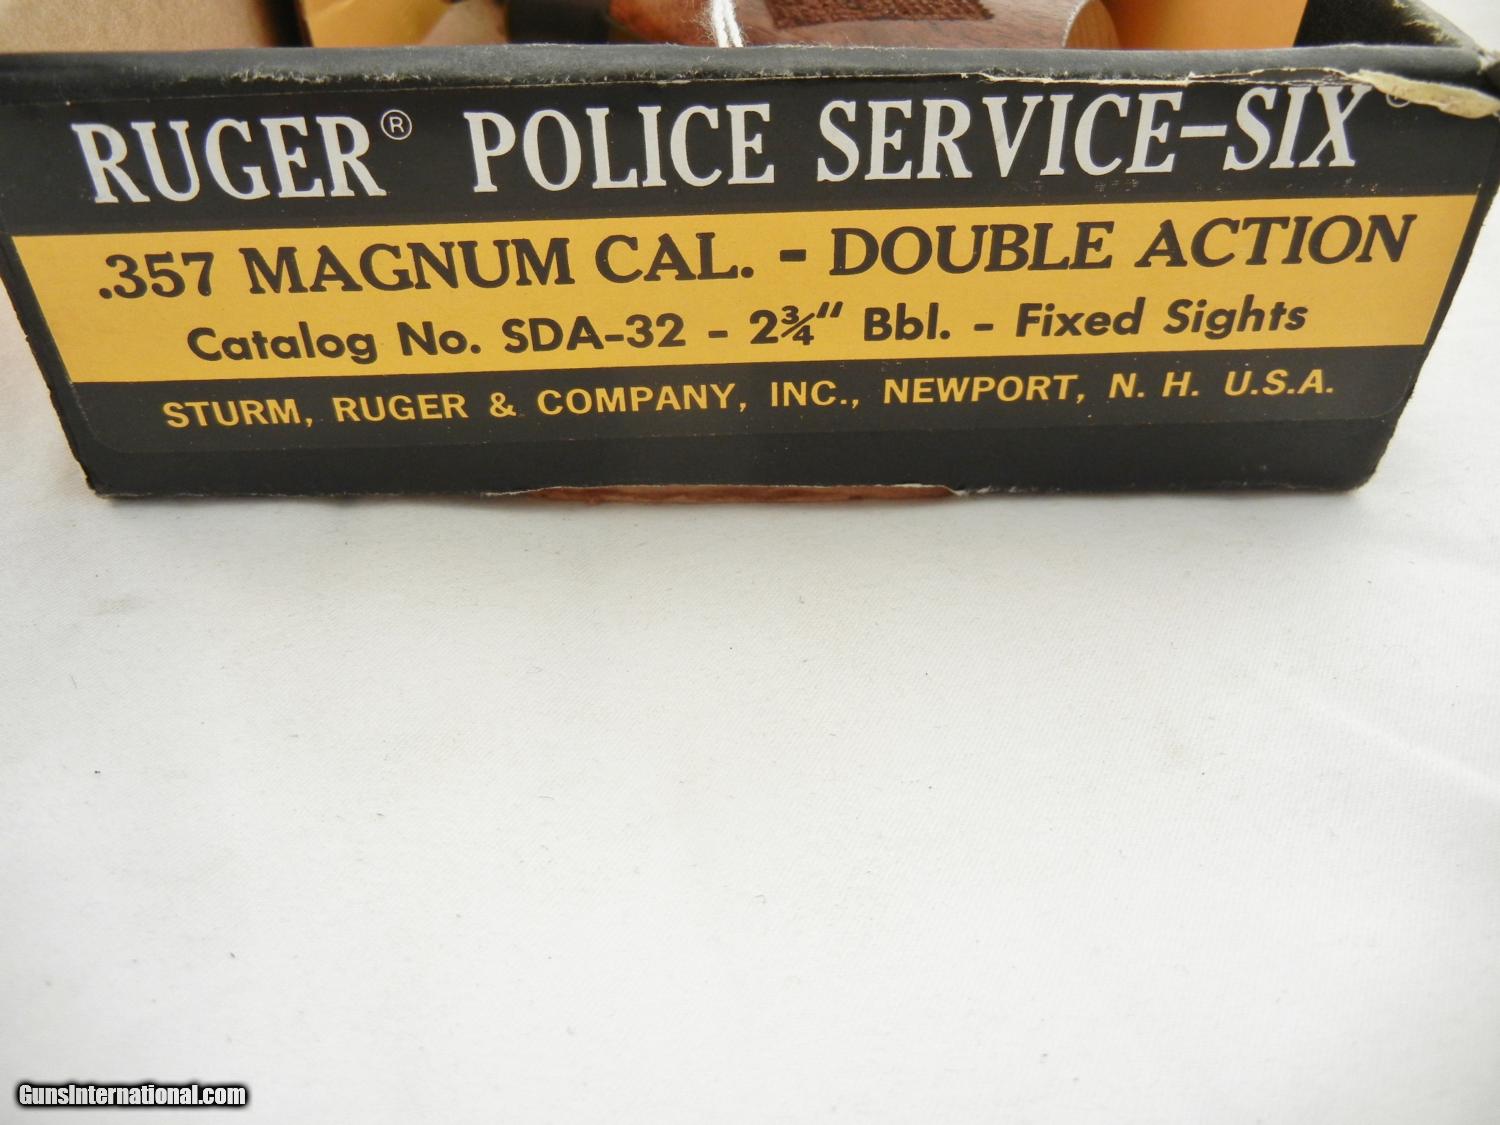 RUGER® POLICE SERVICE-SIX®
.357 MAGNUM CAL. - DOUBLE ACTION
Catalog No. SDA-32 - 2¾" Bbl. - Fixed Sights
STURM, RUGER & COMPANY, INC., NEWPORT, N. H. U.S.A.
GunsInternational.com